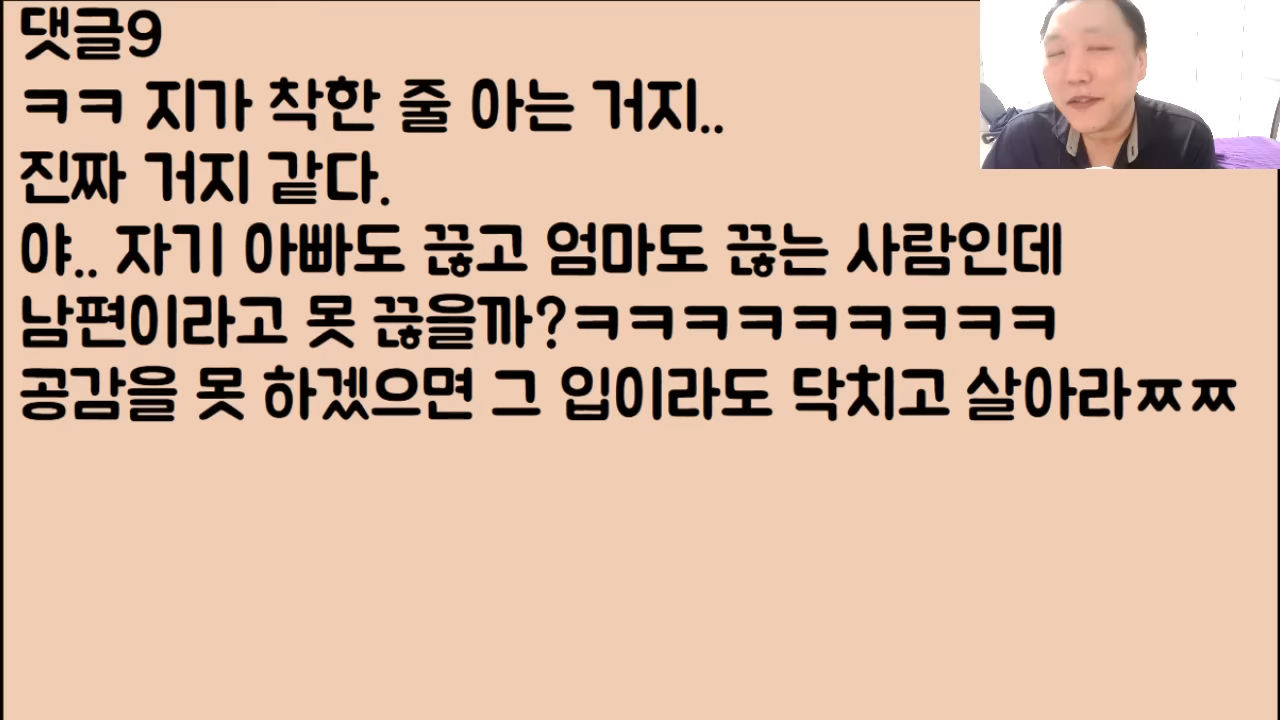 댓글9
ㅋㅋ 지가 착한 줄 아는 거지..
진짜 거지 같다.
야.. 자기 아빠도 끊고 엄마도 끊는 사람인데
남편이라고 못 끊을까?ㅋㅋㅋㅋㅋㅋㅋㅋㅋ
공감을 못 하겠으면 그 입이라도 닥치고 살아라ㅉㅉ